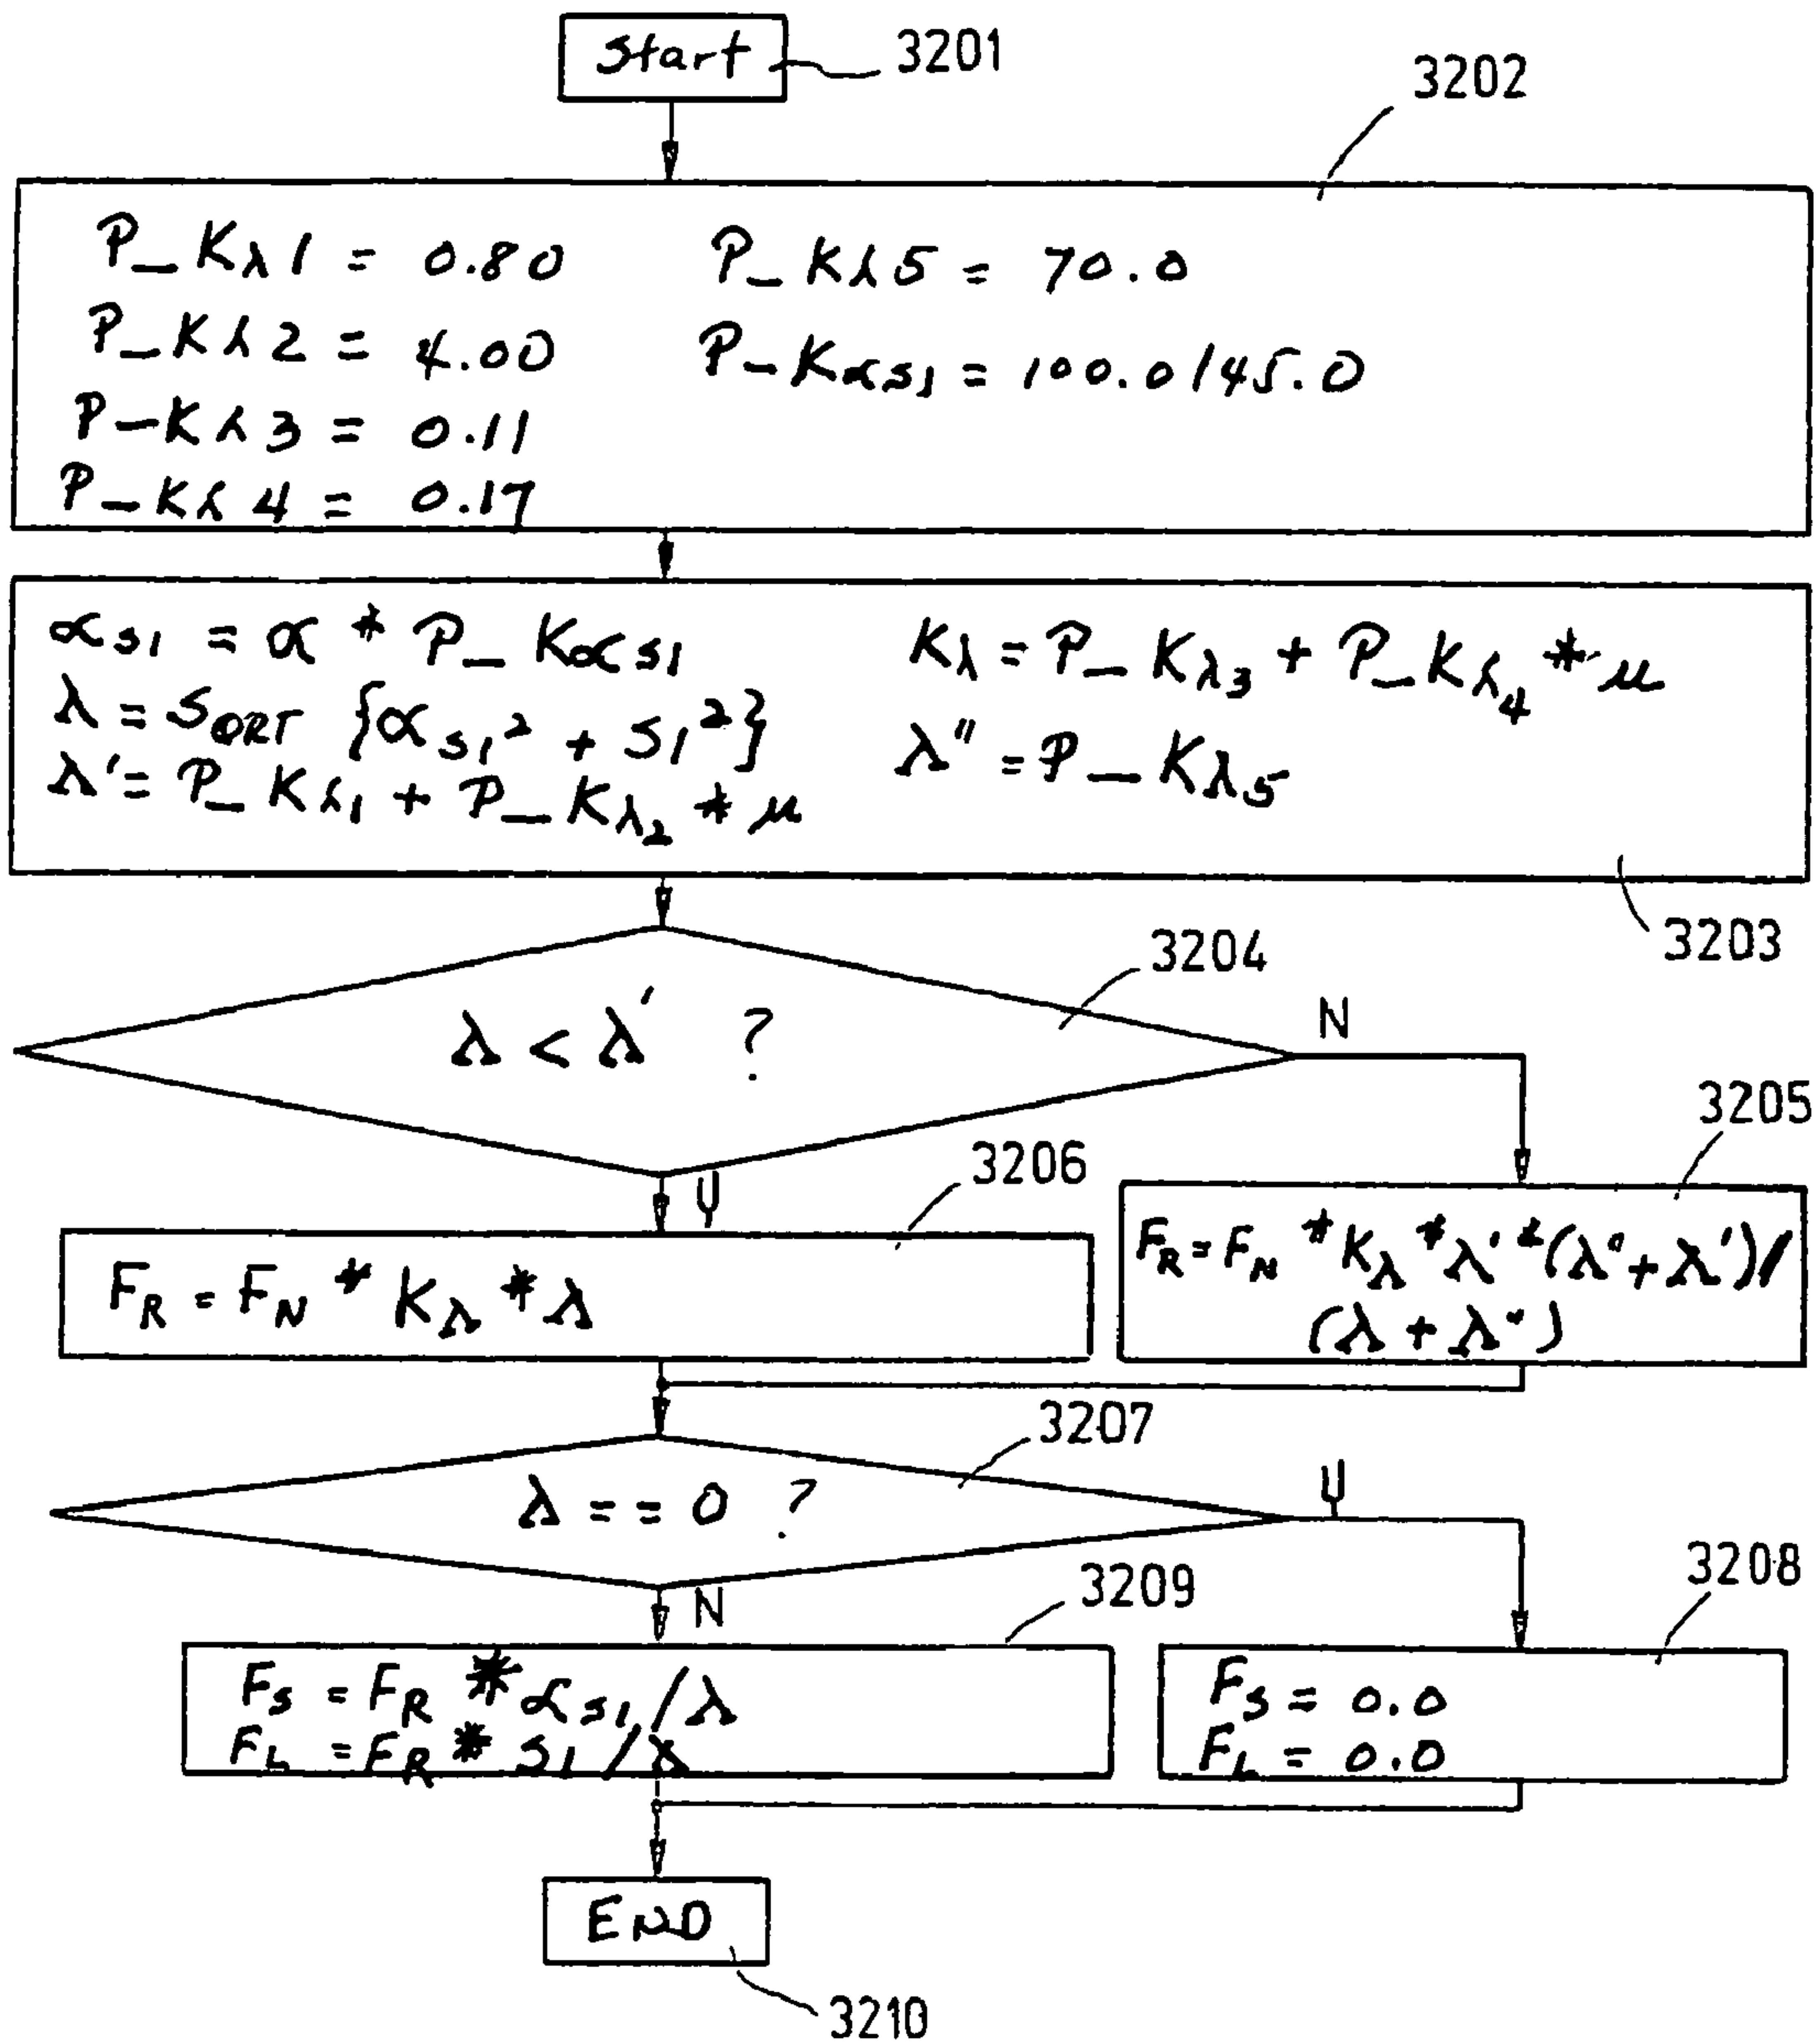 Start
3201
3202
P_Kλ1 = 0.80
P_Kλ2 = 4.00
P_Kλ3 = 0.11
P_Kλ4 = 0.17
P_Kλ5 = 70.0
P_Kαs1 = 100.0/45.0
αs1 = α * P_Kαs1
λ = SQRT {αs1² + s1²}
λ' = P_Kλ1 + P_Kλ2 * μ
Kλ = P_Kλ3 + P_Kλ4 * μ
λ" = P_Kλ5
3203
3204
λ < λ' ?
N
3205
Y
3206
FR = FN * Kλ * λ
FR = FN * Kλ * λ' * (λ" + λ') /
(λ + λ")
3207
λ == 0 ?
Y
3208
N
3209
FS = FR * αs1 / λ
FL = FR * S1 / λ
FS = 0.0
FL = 0.0
END
3210